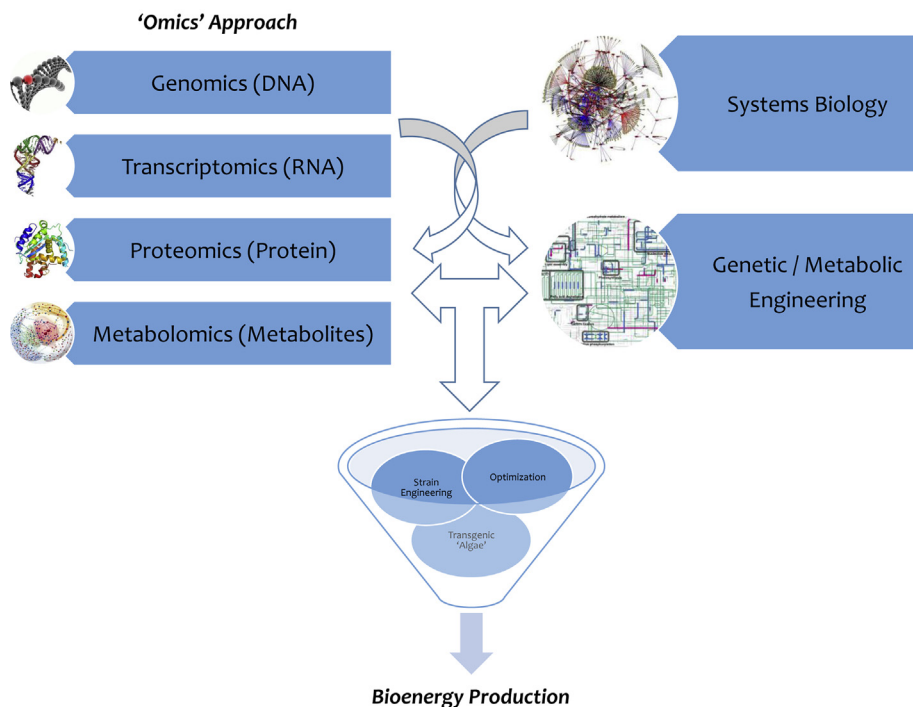 ‘Omics’ Approach
Genomics (DNA)
Transcriptomics (RNA)
Proteomics (Protein)
Metabolomics (Metabolites)
Systems Biology
Genetic / Metabolic
Engineering
Strain
Engineering
Optimization
Transgenic
‘Algae’
Bioenergy Production